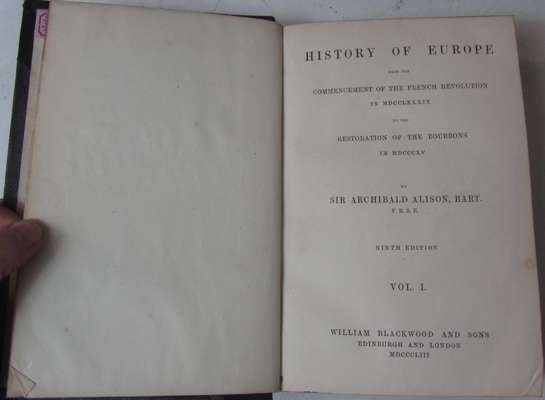 HISTORY OF EUROPE
FROM THE
COMMENCEMENT OF THE FRENCH REVOLUTION
IN MDCCLXXXIX
TO THE
RESTORATION OF THE BOURBONS
IN MDCCCXV
BY
SIR ARCHIBALD ALISON, BART.
F.R.S.E.
NINTH EDITION
VOL. I.
WILLIAM BLACKWOOD AND SONS
EDINBURGH AND LONDON
MDCCCLIII